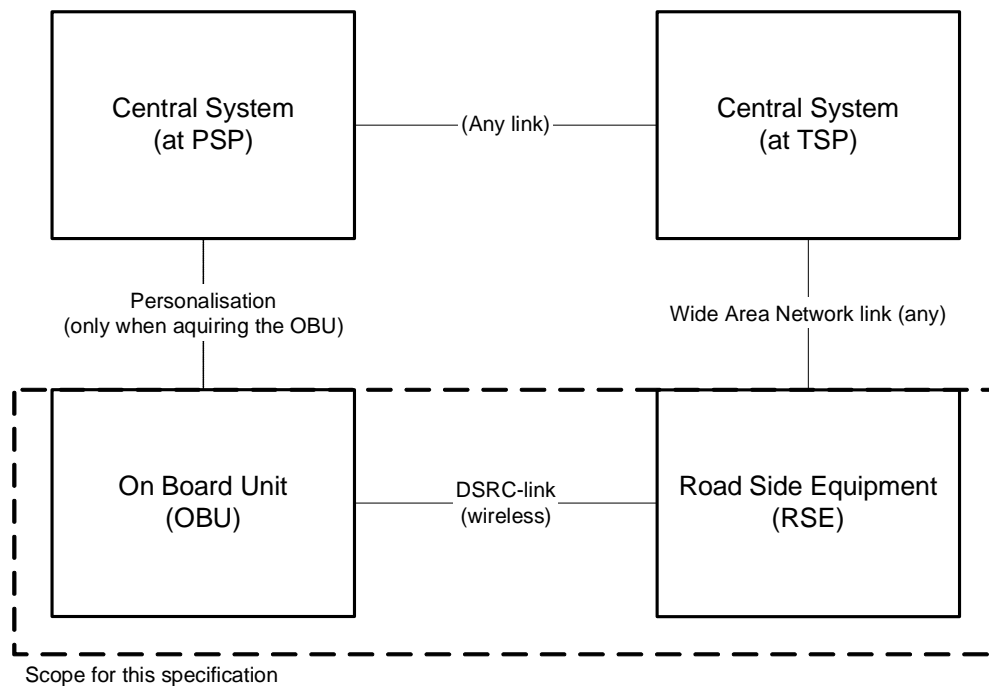 Central System
(at PSP)
(Any link)
Central System
(at TSP)
Personalisation
(only when aquiring the OBU)
Wide Area Network link (any)
On Board Unit
(OBU)
DSRC-link
(wireless)
Road Side Equipment
(RSE)
Scope for this specification